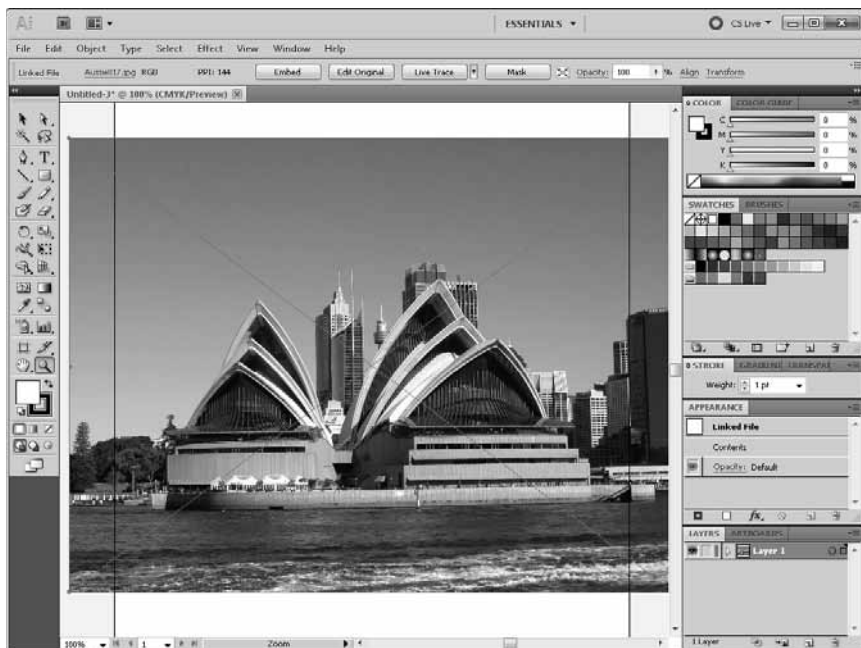 Ai Br ESSENTIALS CS Live
File Edit Object Type Select Effect View Window Help
Linked File RGB PPI: 144 Embed Edit Original Live Trace Mask Opacity: 100 % Align Transform
Untitled-3* @ 100% (CMYK/Preview)
COLOR COLOR GUIDE
C 0 %
M 0 %
Y 0 %
K 0 %
SWATCHES BRUSHES
STROKE GRADIENT
Weight: 1 pt
APPEARANCE
Linked File
Contents
Opacity: Default
fx
LAYERS ARTBOARDS
Layer 1
100% 1 Zoom
1 Layer